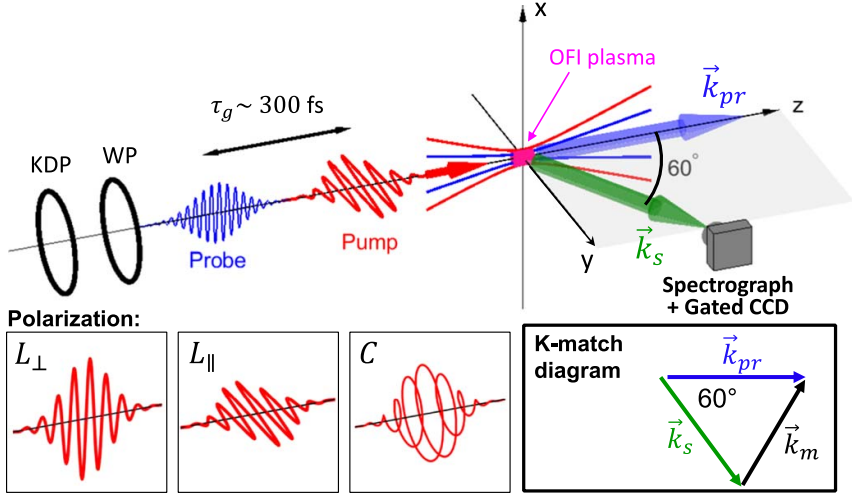 x
OFI plasma
k⃗_pr
τ_g ~ 300 fs
z
KDP
WP
60°
Probe
Pump
y
k⃗_s
Spectrograph
+ Gated CCD
Polarization:
L_⊥
L_∥
C
K-match
diagram
k⃗_pr
60°
k⃗_s
k⃗_m